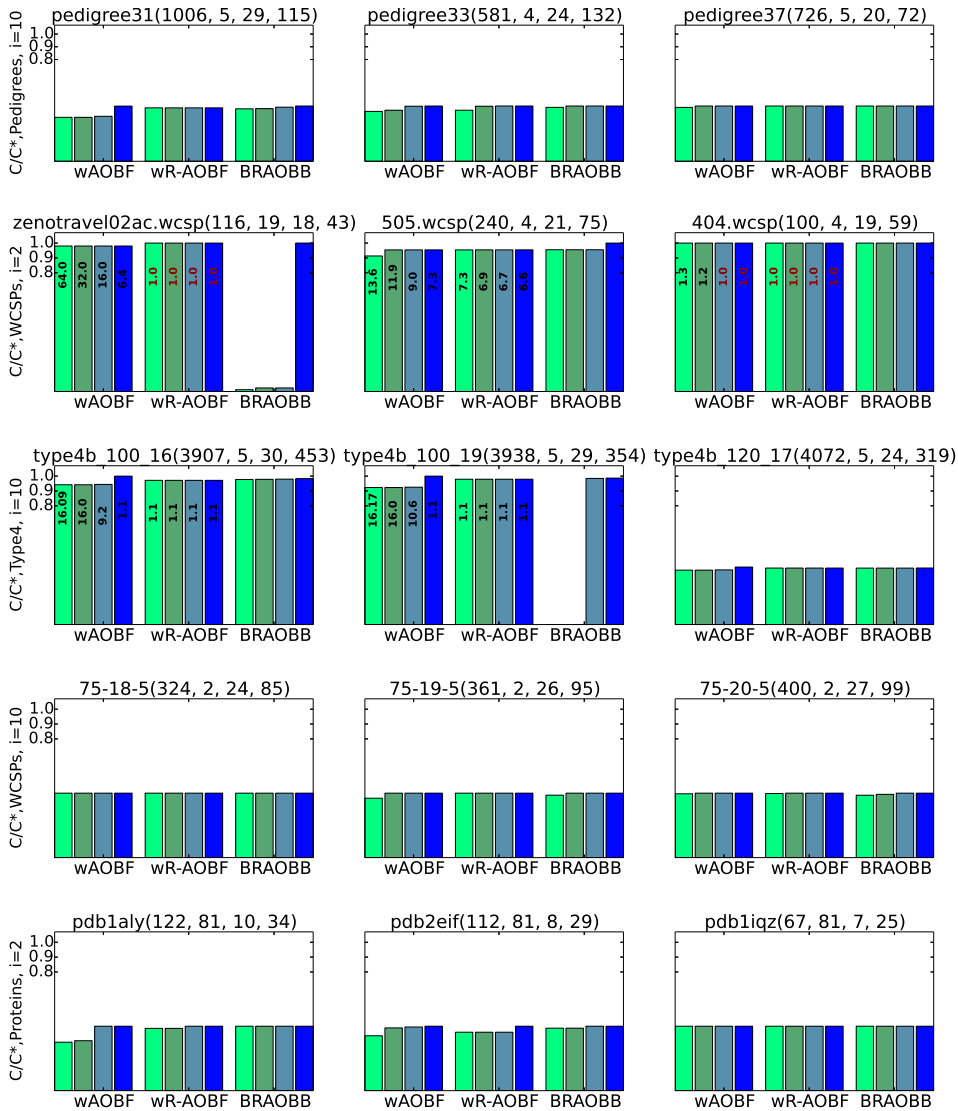 pedigree31(1006, 5, 29, 115)
pedigree33(581, 4, 24, 132)
pedigree37(726, 5, 20, 72)
C/C*,Pedigrees, i=10
1.0
0.9
0.8
wAOBF wR-AOBF BRAOBB
wAOBF wR-AOBF BRAOBB
wAOBF wR-AOBF BRAOBB
zenotravel02ac.wcsp(116, 19, 18, 43)
505.wcsp(240, 4, 21, 75)
404.wcsp(100, 4, 19, 59)
C/C*,WCSPs, i=2
1.0
0.9
0.8
64.0 32.0 16.0 6.4 1.0 1.0 1.0 1.0
13.6 11.9 9.0 7.3 7.3 6.9 6.7 6.6
1.3 1.2 1.0 1.0 1.0 1.0 1.0 1.0
wAOBF wR-AOBF BRAOBB
wAOBF wR-AOBF BRAOBB
wAOBF wR-AOBF BRAOBB
type4b_100_16(3907, 5, 30, 453)
type4b_100_19(3938, 5, 29, 354)
type4b_120_17(4072, 5, 24, 319)
C/C*,Type4, i=10
1.0
0.9
0.8
16.09 16.0 9.2 1.1 1.1 1.1 1.1 1.1
16.17 16.0 10.6 1.1 1.1 1.1 1.1 1.1
wAOBF wR-AOBF BRAOBB
wAOBF wR-AOBF BRAOBB
wAOBF wR-AOBF BRAOBB
75-18-5(324, 2, 24, 85)
75-19-5(361, 2, 26, 95)
75-20-5(400, 2, 27, 99)
C/C*,WCSPs, i=10
1.0
0.9
0.8
wAOBF wR-AOBF BRAOBB
wAOBF wR-AOBF BRAOBB
wAOBF wR-AOBF BRAOBB
pdb1aly(122, 81, 10, 34)
pdb2eif(112, 81, 8, 29)
pdb1iqz(67, 81, 7, 25)
C/C*,Proteins, i=2
1.0
0.9
0.8
wAOBF wR-AOBF BRAOBB
wAOBF wR-AOBF BRAOBB
wAOBF wR-AOBF BRAOBB